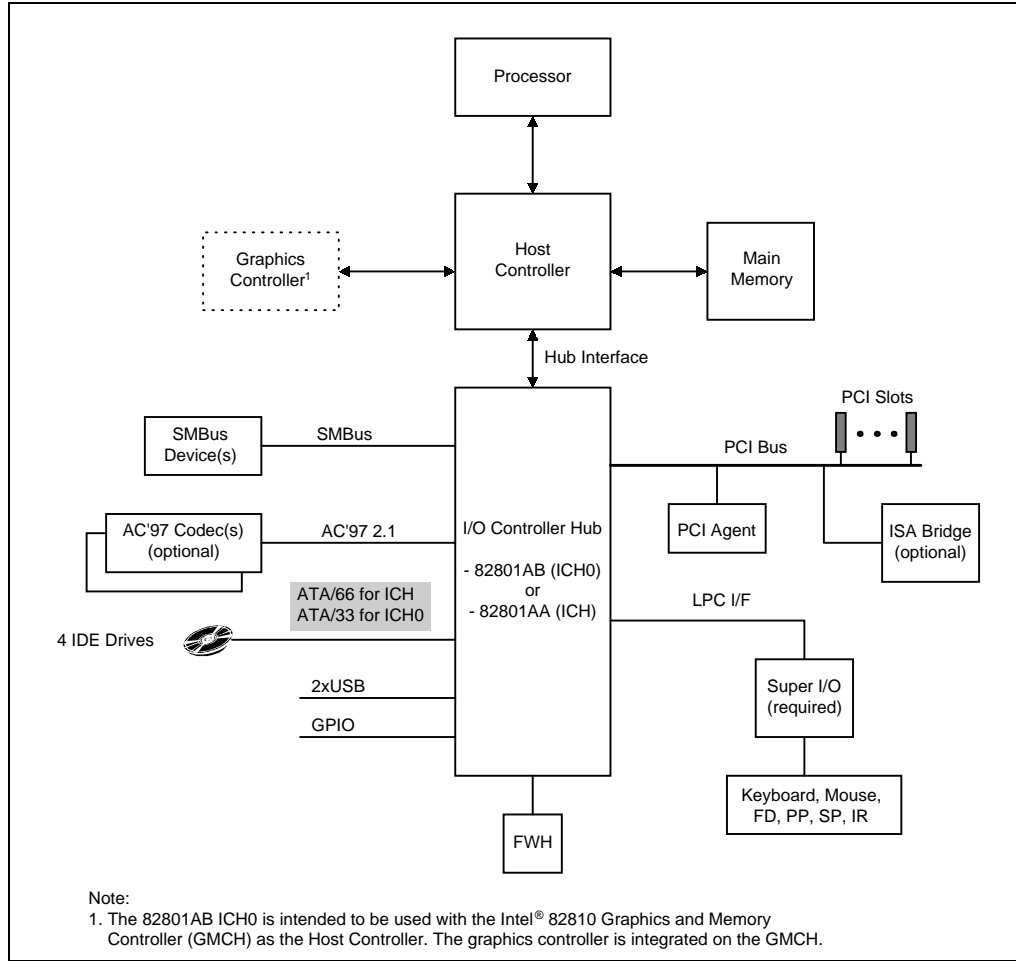 Processor
Host
Controller
Graphics
Controller¹
Main
Memory
Hub Interface
SMBus
Device(s)
SMBus
PCI Slots
PCI Bus
AC'97 Codec(s)
(optional)
AC'97 2.1
I/O Controller Hub
- 82801AB (ICH0)
or
- 82801AA (ICH)
PCI Agent
ISA Bridge
(optional)
ATA/66 for ICH
ATA/33 for ICH0
LPC I/F
4 IDE Drives
2xUSB
GPIO
Super I/O
(required)
Keyboard, Mouse,
FD, PP, SP, IR
FWH
Note:
1. The 82801AB ICH0 is intended to be used with the Intel® 82810 Graphics and Memory
Controller (GMCH) as the Host Controller. The graphics controller is integrated on the GMCH.